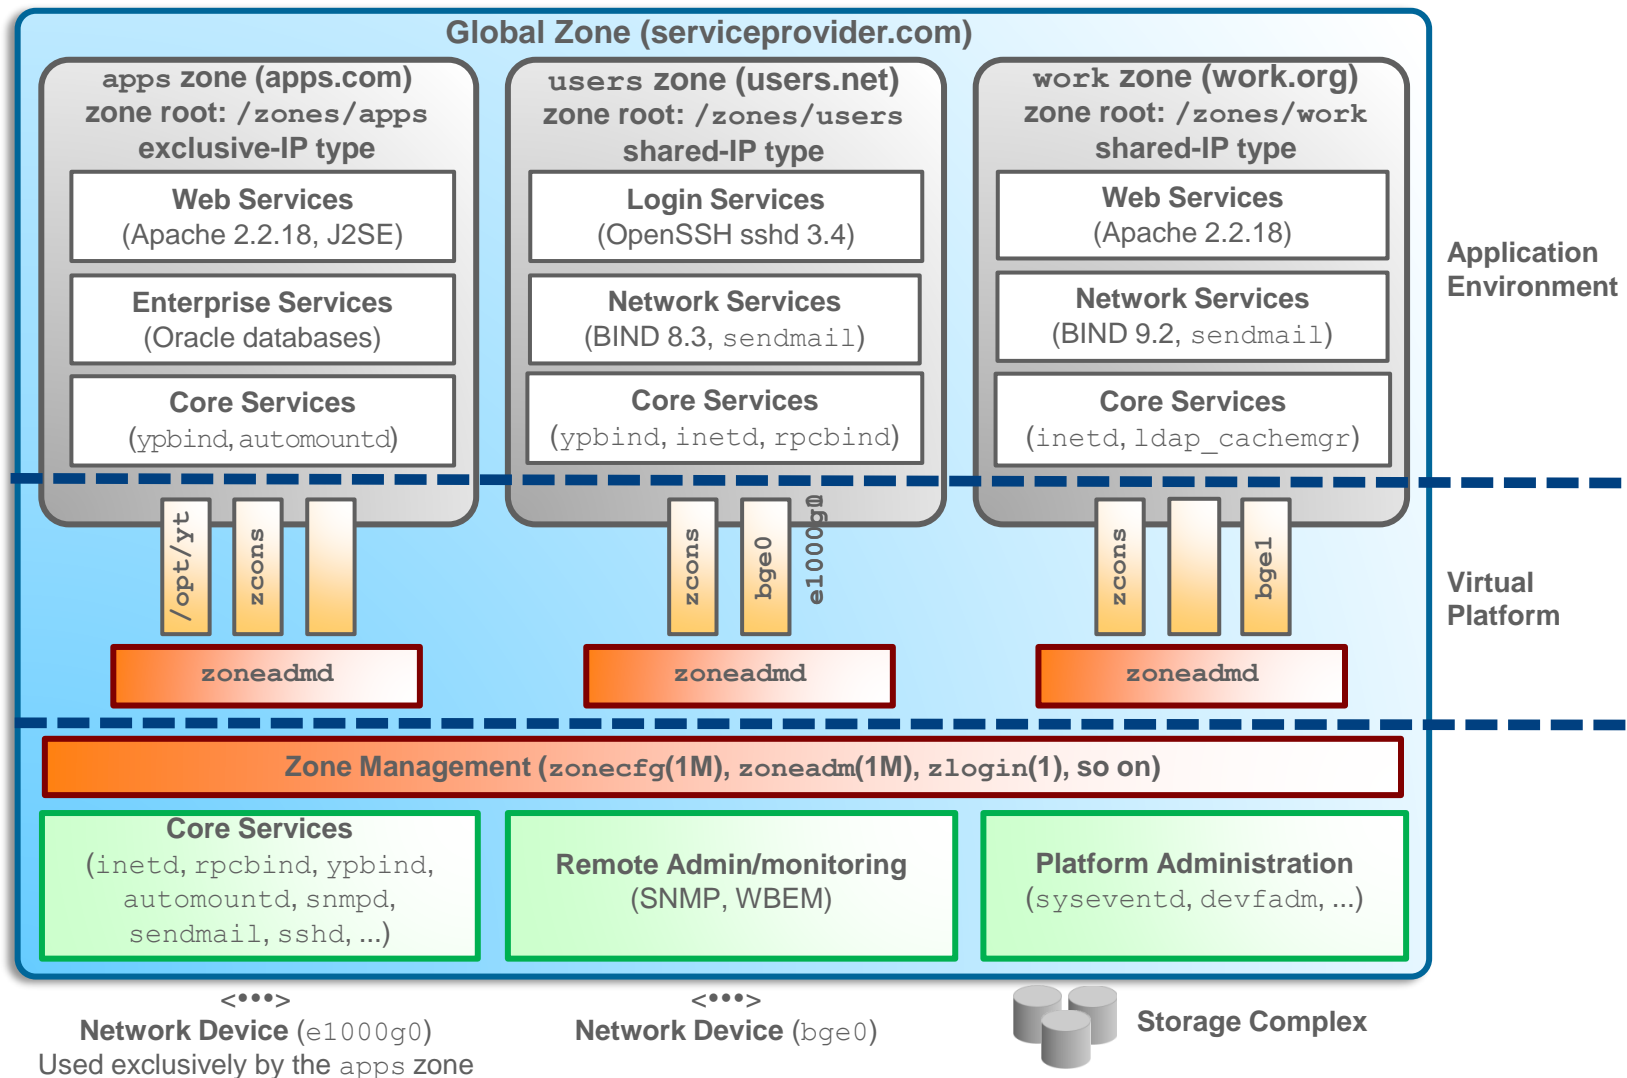 Global Zone (serviceprovider.com)
apps zone (apps.com)
zone root: /zones/apps
exclusive-IP type
Web Services
(Apache 2.2.18, J2SE)
Enterprise Services
(Oracle databases)
Core Services
(ypbind, automountd)
users zone (users.net)
zone root: /zones/users
shared-IP type
Login Services
(OpenSSH sshd 3.4)
Network Services
(BIND 8.3, sendmail)
Core Services
(ypbind, inetd, rpcbind)
work zone (work.org)
zone root: /zones/work
shared-IP type
Web Services
(Apache 2.2.18)
Network Services
(BIND 9.2, sendmail)
Core Services
(inetd, ldap_cachemgr)
Application
Environment
/opt/yt
zcons
zcons
bge0
e1000g0
zcons
bge1
Virtual
Platform
zoneadmd
zoneadmd
zoneadmd
Zone Management (zonecfg(1M), zoneadm(1M), zlogin(1), so on)
Core Services
(inetd, rpcbind, ypbind,
automountd, snmpd,
sendmail, sshd, ...)
Remote Admin/monitoring
(SNMP, WBEM)
Platform Administration
(syseventd, devfadm, ...)
<•••>
Network Device (e1000g0)
Used exclusively by the apps zone
<•••>
Network Device (bge0)
Storage Complex